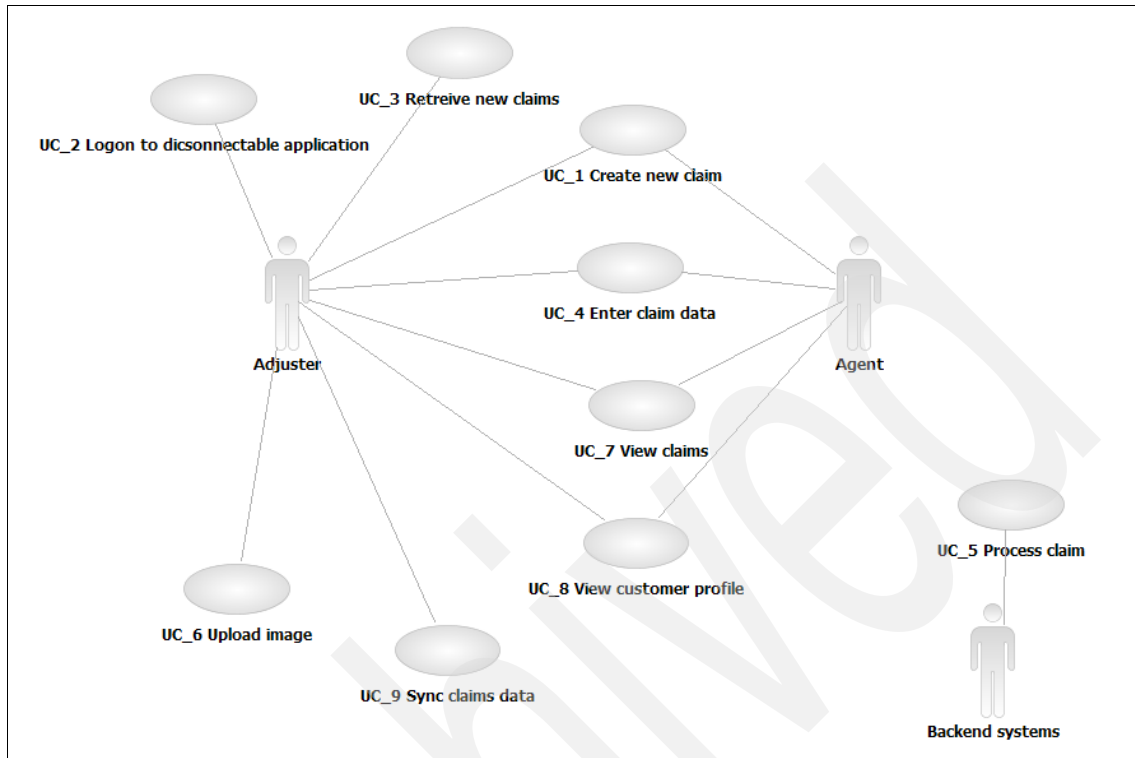 UC_3 Retreive new claims
UC_2 Logon to dicsonnectable application
UC_1 Create new claim
UC_4 Enter claim data
Adjuster
Agent
UC_7 View claims
UC_5 Process claim
UC_8 View customer profile
UC_6 Upload image
UC_9 Sync claims data
Backend systems
hived